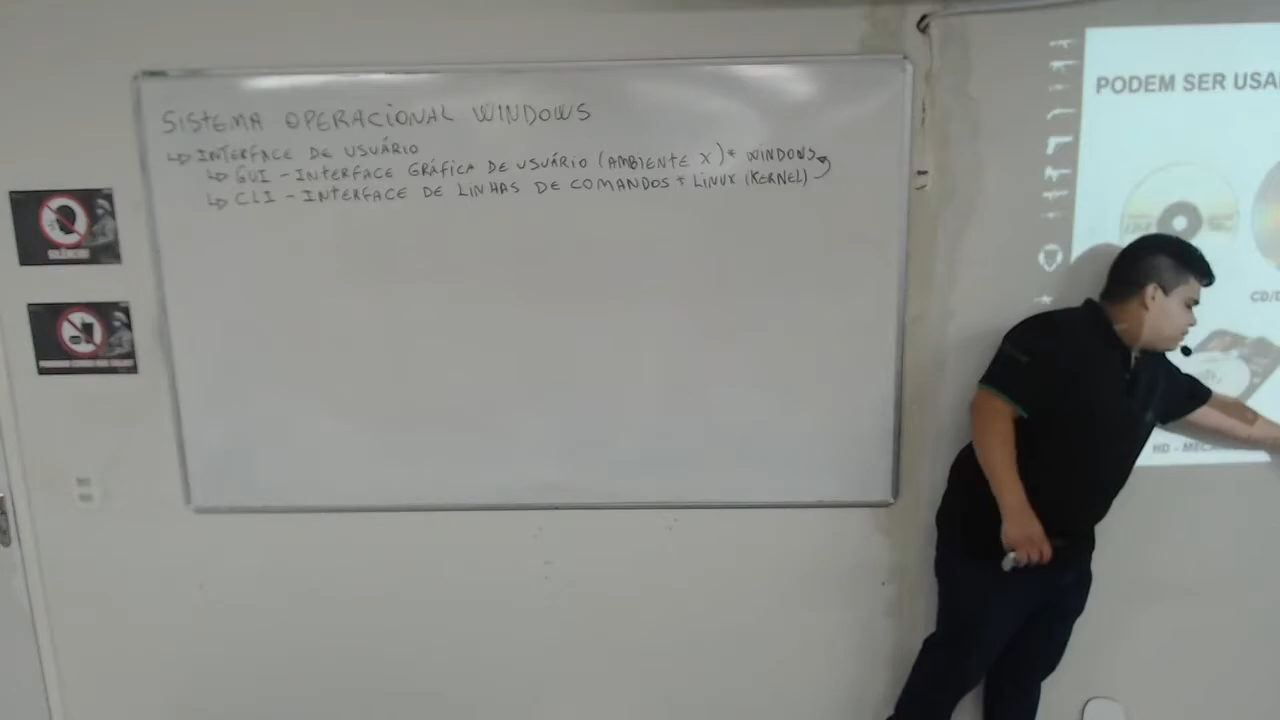 SISTEMA OPERACIONAL WINDOWS
↳ INTERFACE DE USUÁRIO
↳ GUI - INTERFACE GRÁFICA DE USUÁRIO (AMBIENTE X) * WINDOWS
↳ CLI - INTERFACE DE LINHAS DE COMANDOS * LINUX (KERNEL)
PODEM SER USA
CD/D
HD - MEC